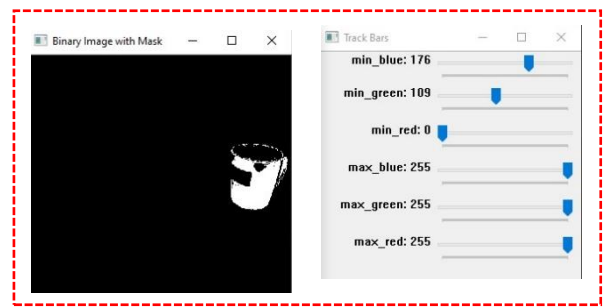 Binary Image with Mask
Track Bars
min_blue: 176
min_green: 109
min_red: 0
max_blue: 255
max_green: 255
max_red: 255